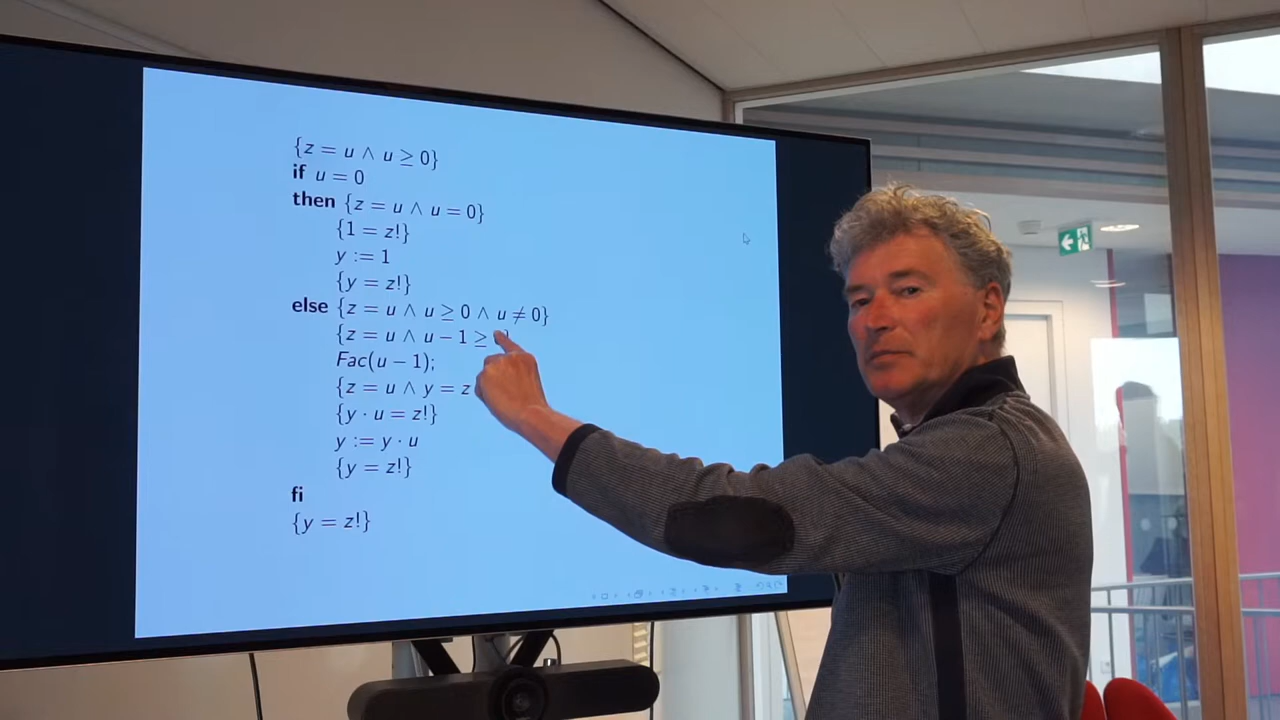 {z = u ∧ u ≥ 0}
if u = 0
then {z = u ∧ u = 0}
{1 = z!}
y := 1
{y = z!}
else {z = u ∧ u ≥ 0 ∧ u ≠ 0}
{z = u ∧ u − 1 ≥
Fac(u − 1);
{z = u ∧ y = z
{y · u = z!}
y := y · u
{y = z!}
fi
{y = z!}